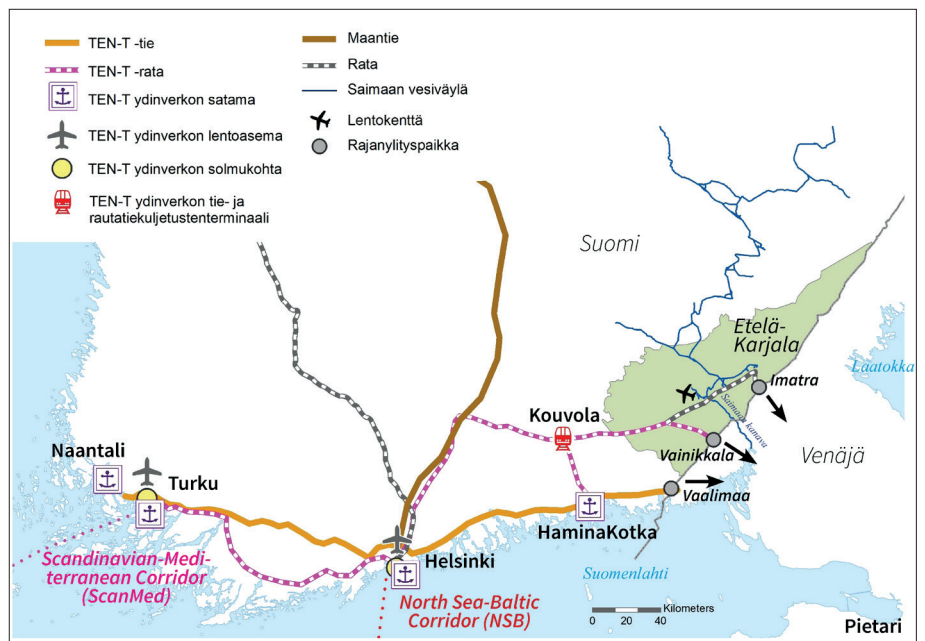 TEN-T -tie
TEN-T -rata
TEN-T ydinverkon satama
TEN-T ydinverkon lentoasema
TEN-T ydinverkon solmukohta
TEN-T ydinverkon tie- ja
rautatiekuljetustenterminaali
Maantie
Rata
Saimaan vesiväylä
Lentokenttä
Rajanylityspaikka
Suomi
Etelä-
Karjala
Laatokka
Imatra
Saimaan kanava
Kouvola
Vainikkala
Venäjä
Naantali
Turku
Vaalimaa
HaminaKotka
Helsinki
Scandinavian-Medi-
terranean Corridor
(ScanMed)
Suomenlahti
North Sea-Baltic
Corridor (NSB)
Kilometers
0 20 40
Pietari